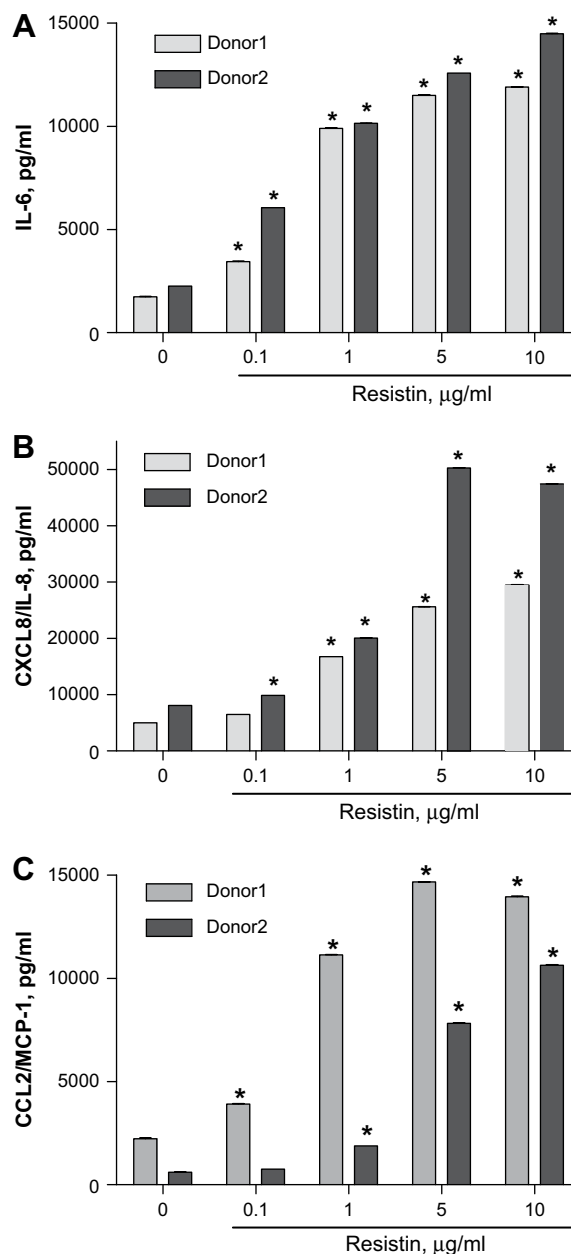 A
15000
10000
5000
0
IL-6, pg/ml
Donor1
Donor2
* * * * * * * *
0 0.1 1 5 10
Resistin, μg/ml
B
50000
40000
30000
20000
10000
0
CXCL8/IL-8, pg/ml
Donor1
Donor2
* * * * * * *
0 0.1 1 5 10
Resistin, μg/ml
C
15000
10000
5000
0
CCL2/MCP-1, pg/ml
Donor1
Donor2
* * * * * * *
0 0.1 1 5 10
Resistin, μg/ml